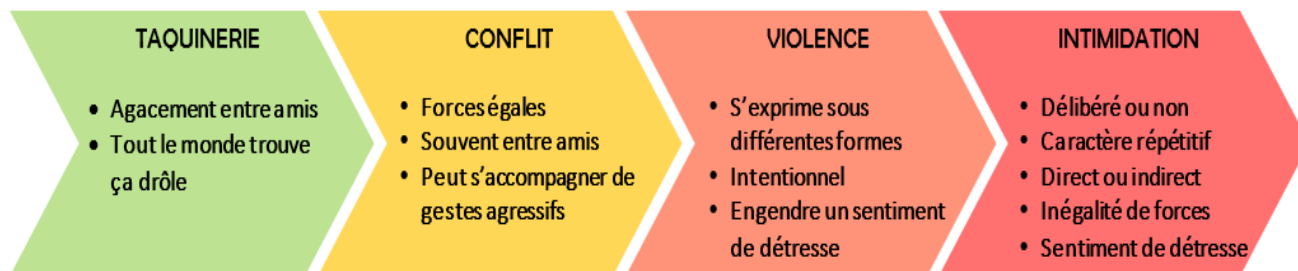 TAQUINERIE
• Agacement entre amis
• Tout le monde trouve
ça drôle
CONFLIT
• Forces égales
• Souvent entre amis
• Peut s'accompagner de
gestes agressifs
VIOLENCE
• S'exprime sous
différentes formes
• Intentionnel
• Engendre un sentiment
de détresse
INTIMIDATION
• Délibéré ou non
• Caractère répétitif
• Direct ou indirect
• Inégalité de forces
• Sentiment de détresse